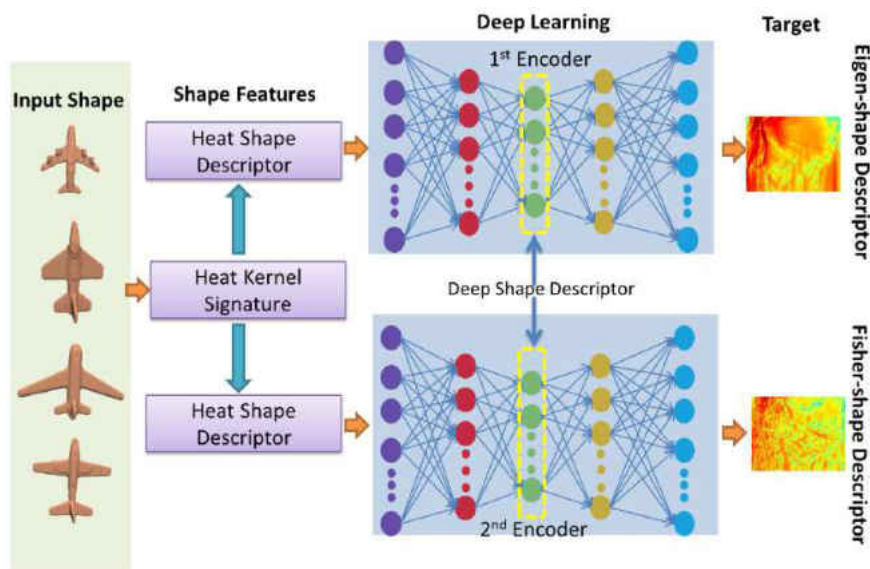 Deep Learning
Target
Input Shape
Shape Features
1st Encoder
Heat Shape
Descriptor
Eigen-shape Descriptor
Heat Kernel
Signature
Deep Shape Descriptor
Heat Shape
Descriptor
Fisher-shape
Descriptor
2nd Encoder